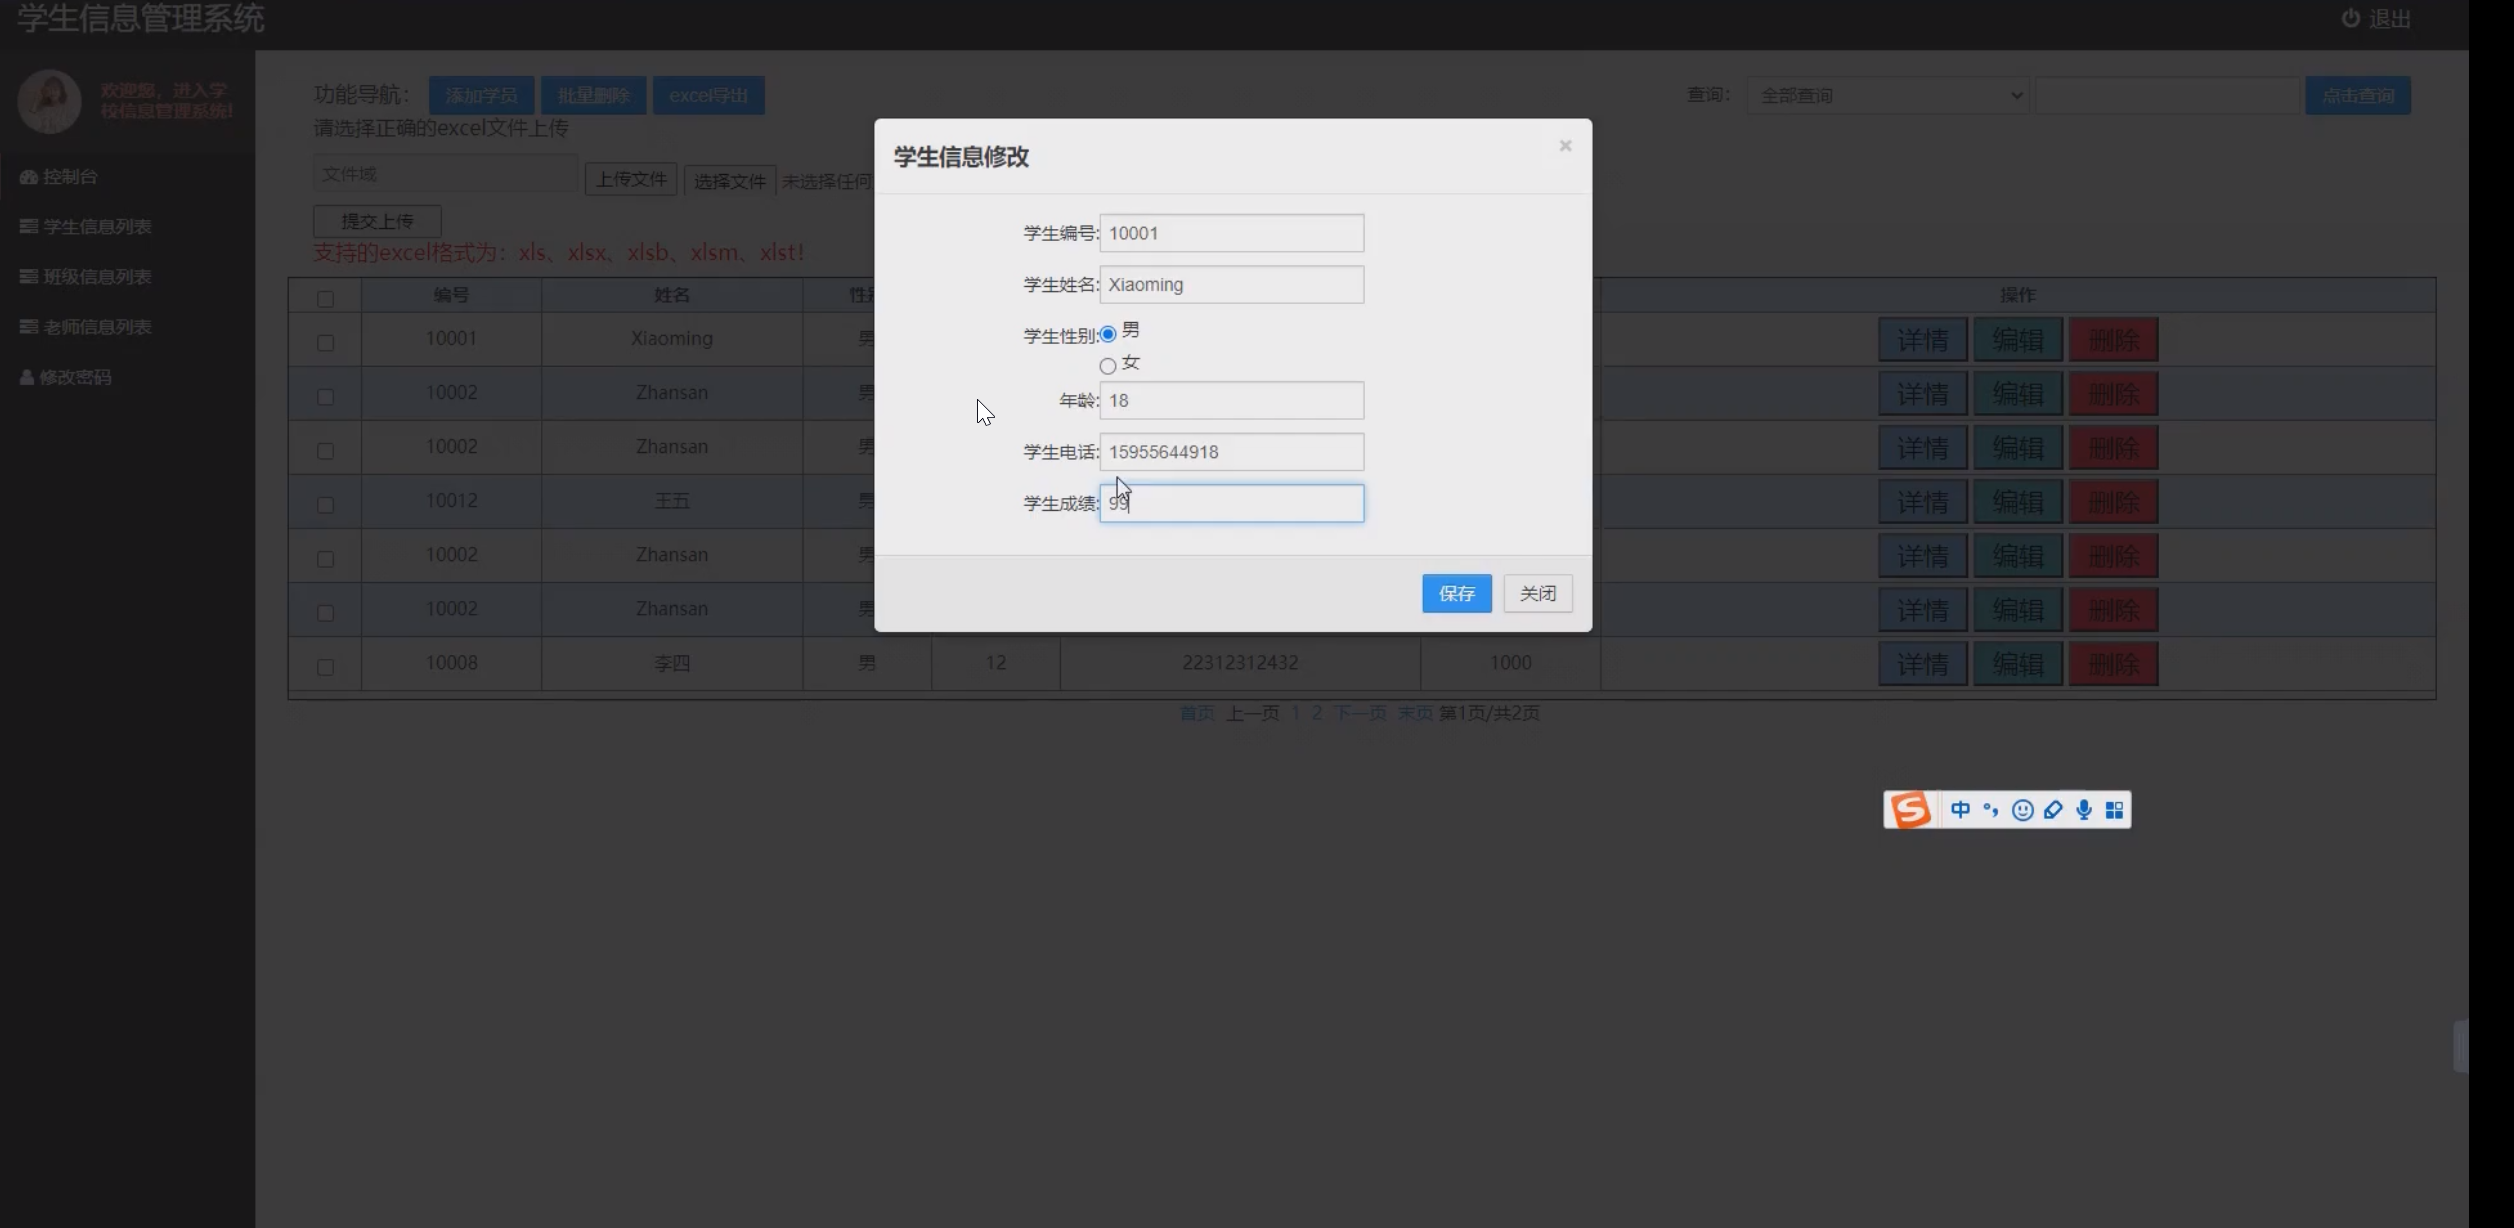 学生信息管理系统
退出
欢迎您，进入学
校信息管理系统!
控制台
学生信息列表
班级信息列表
老师信息列表
修改密码
功能导航： 添加学员 批量删除 excel导出
查询： 全部查询 点击查询
请选择正确的excel文件上传
文件域 上传文件 选择文件 未选择任何
提交上传
支持的excel格式为：xls、xlsx、xlsb、xlsm、xlst!
编号 姓名 操作
10001 Xiaoming 男 详情 编辑 删除
10002 Zhansan 男 详情 编辑 删除
10002 Zhansan 男 详情 编辑 删除
10012 王五 男 详情 编辑 删除
10002 Zhansan 男 详情 编辑 删除
10002 Zhansan 男 详情 编辑 删除
10008 李四 男 12 22312312432 1000 详情 编辑 删除
首页 上一页 1 2 下一页 末页 第1页/共2页
学生信息修改
×
学生编号: 10001
学生姓名: Xiaoming
学生性别: 男
女
年龄: 18
学生电话: 15955644918
学生成绩: 99
保存 关闭
S 中